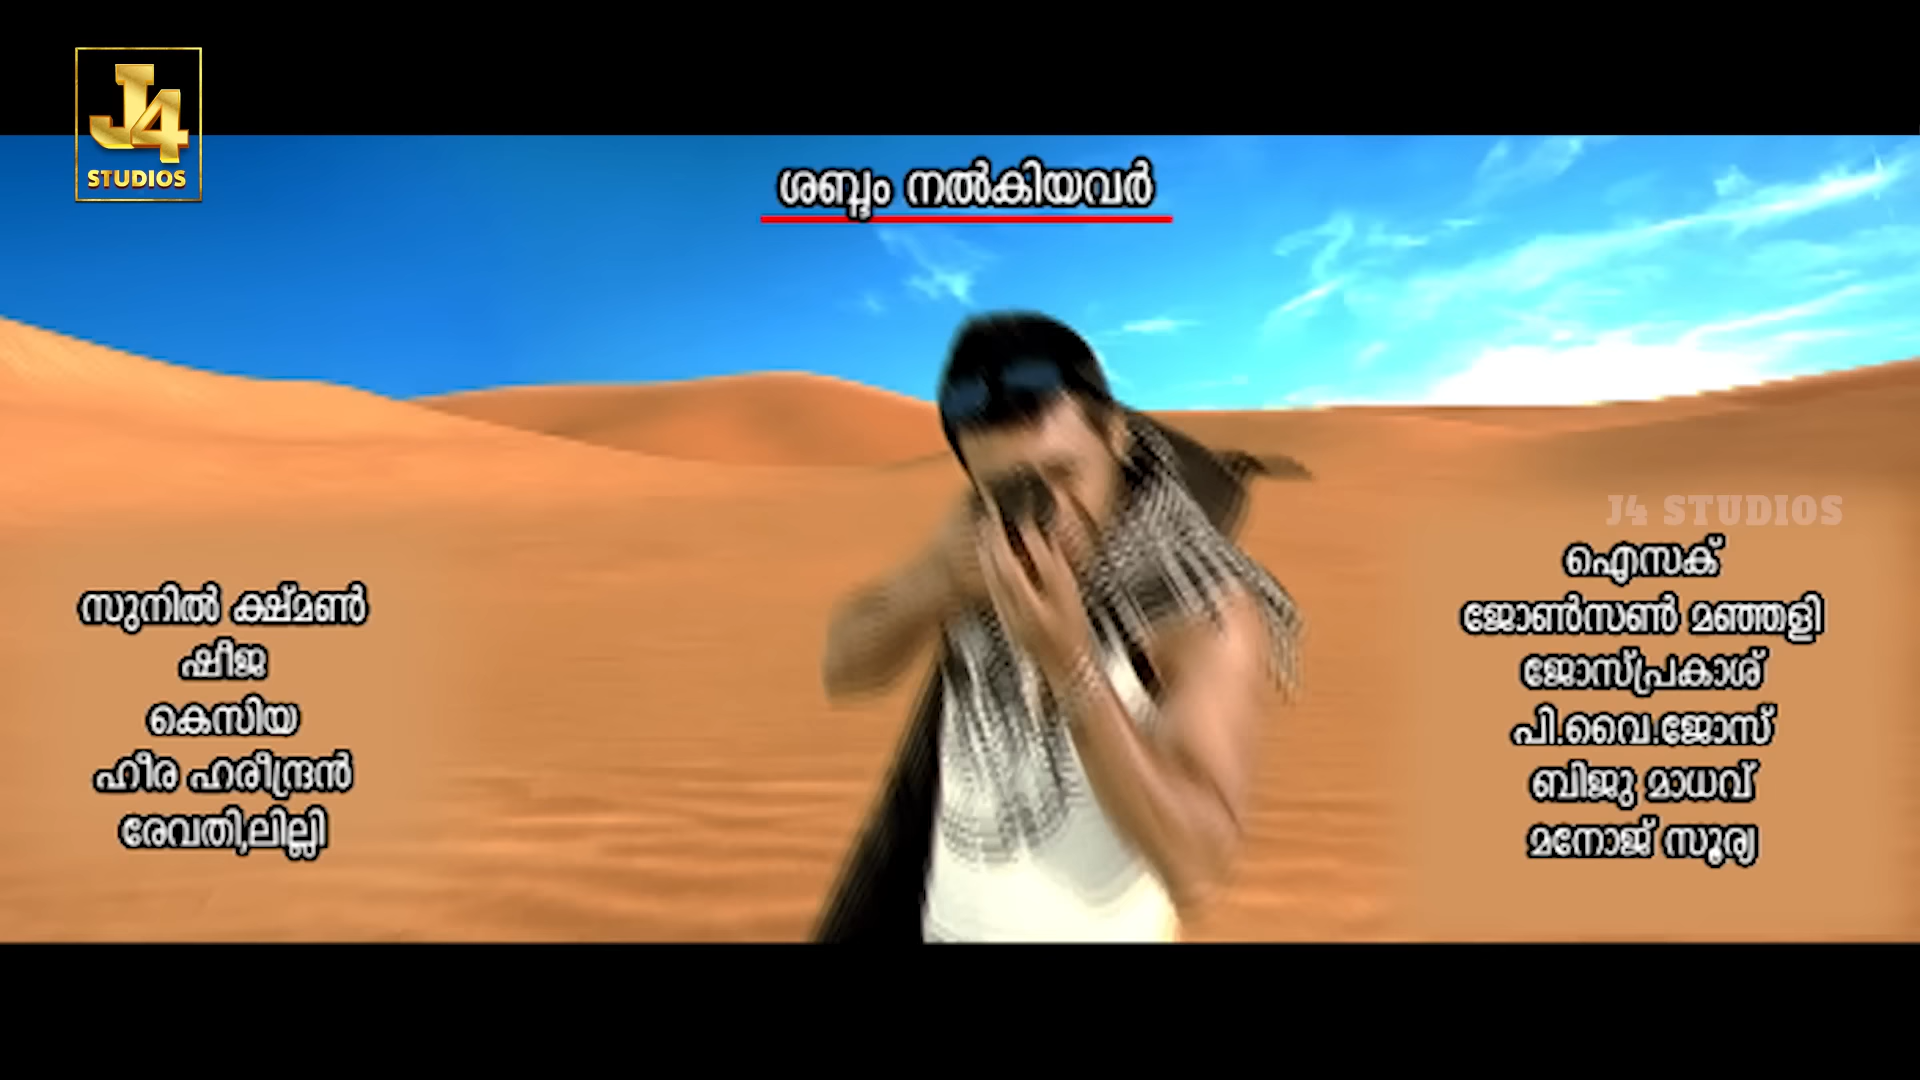 J4
STUDIOS
ശബ്ദം നൽകിയവർ
സുനിൽ ക്ഷ്മൺ
ഷീജ
കെസിയ
ഹീര ഹരീന്ദ്രൻ
രേവതി,ലില്ലി
J4 STUDIOS
ഐസക്
ജോൺസൺ മഞ്ഞളി
ജോസ്പ്രകാശ്
പി.വൈ.ജോസ്
ബിജു മാധവ്
മനോജ് സൂര്യ